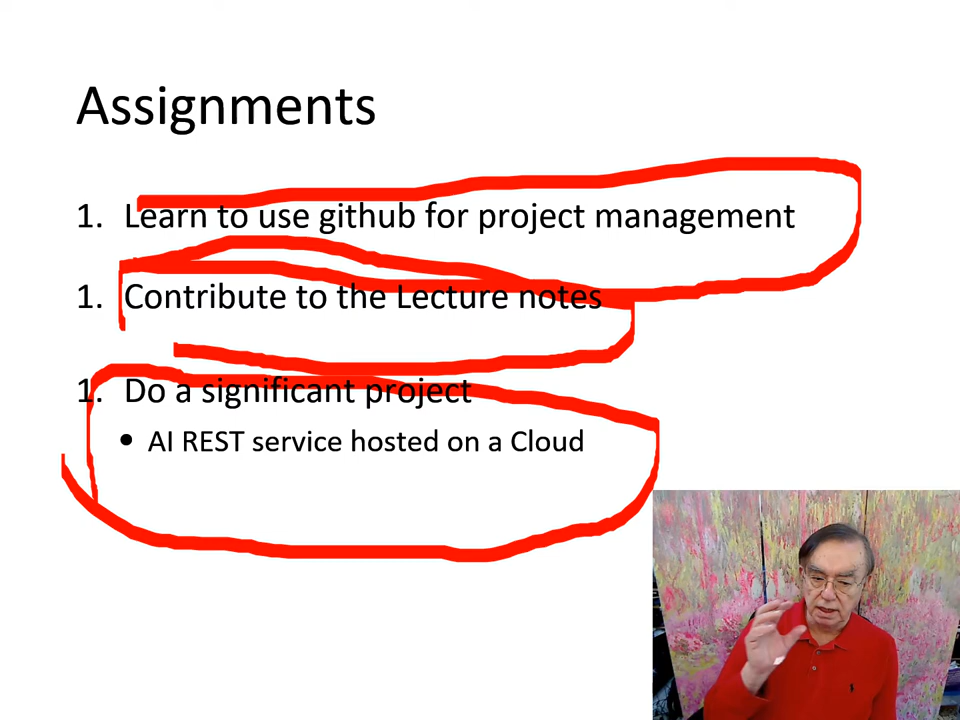 Assignments
1. Learn to use github for project management
1. Contribute to the Lecture notes
1. Do a significant project
• AI REST service hosted on a Cloud